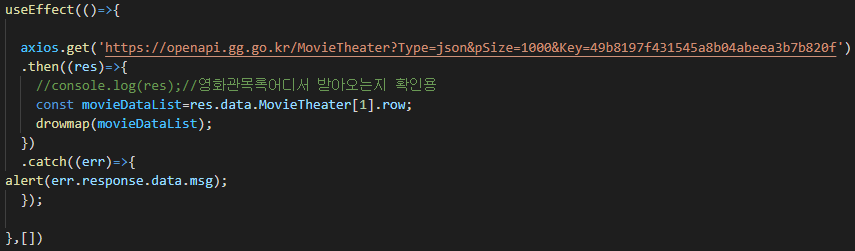 useEffect(()=>{
axios.get('https://openapi.gg.go.kr/MovieTheater?Type=json&pSize=1000&Key=49b8197f431545a8b04abeea3b7b820f')
.then((res)=>{
//console.log(res);//영화관목록어디서 받아오는지 확인용
const movieDataList=res.data.MovieTheater[1].row;
drowmap(movieDataList);
})
.catch((err)=>{
alert(err.response.data.msg);
});
},[])